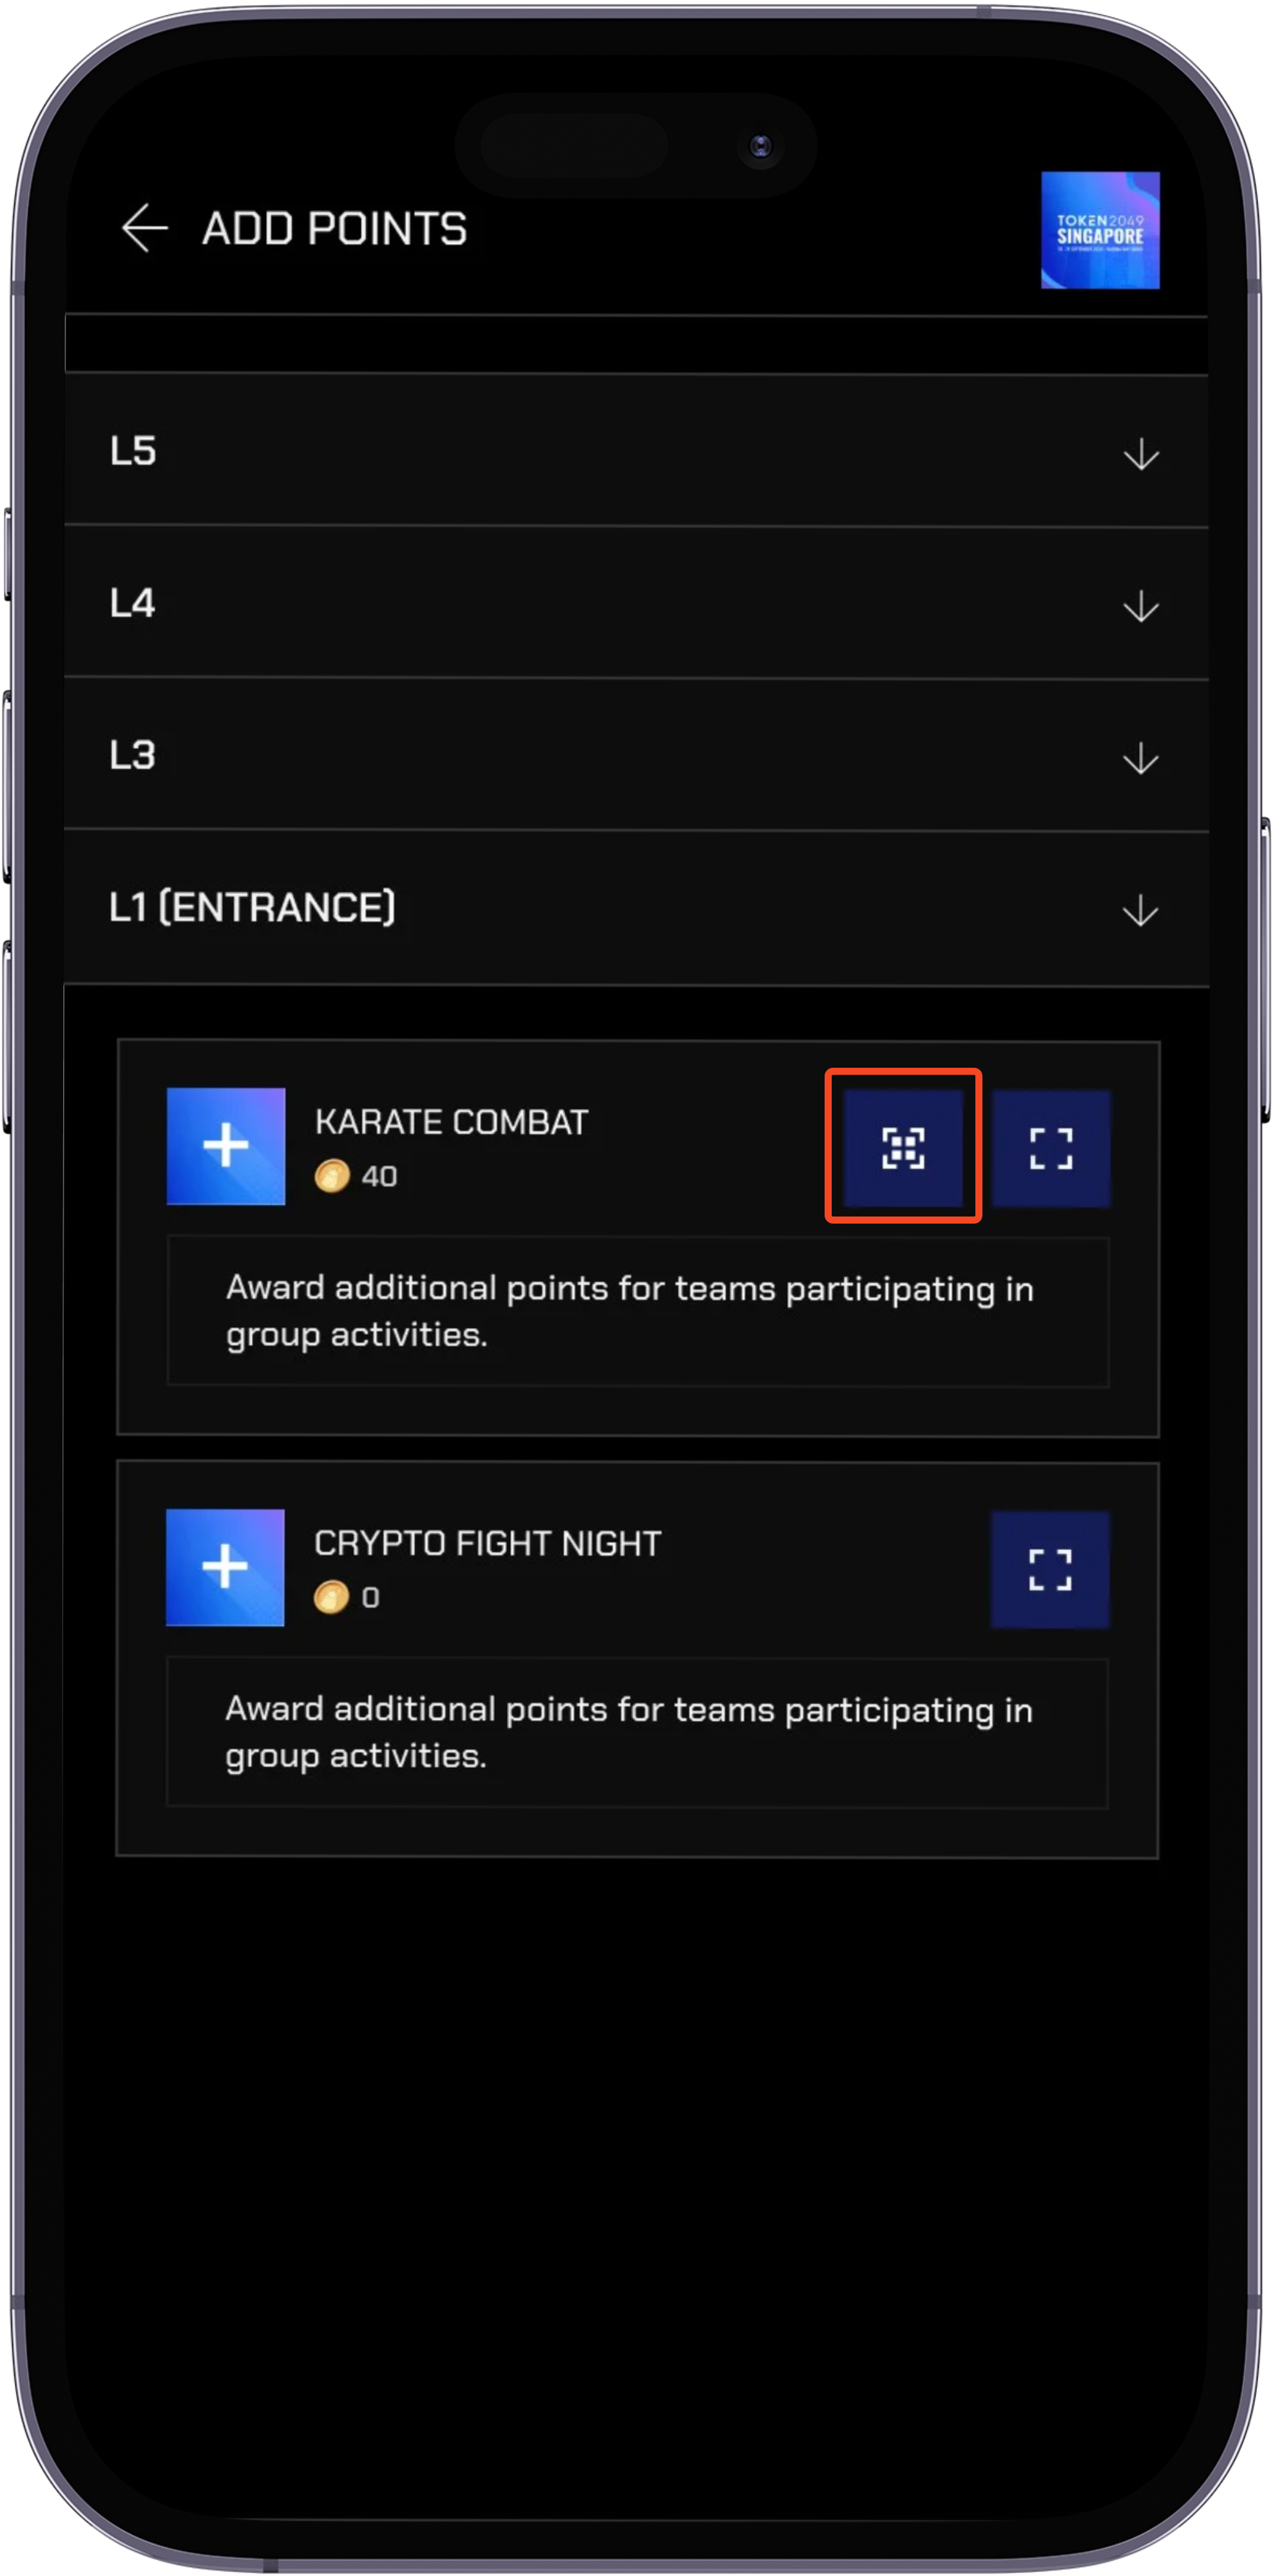 ADD POINTS
TOKEN2049
SINGAPORE
L5
L4
L3
L1 (ENTRANCE)
KARATE COMBAT
40
Award additional points for teams participating in
group activities.
CRYPTO FIGHT NIGHT
0
Award additional points for teams participating in
group activities.